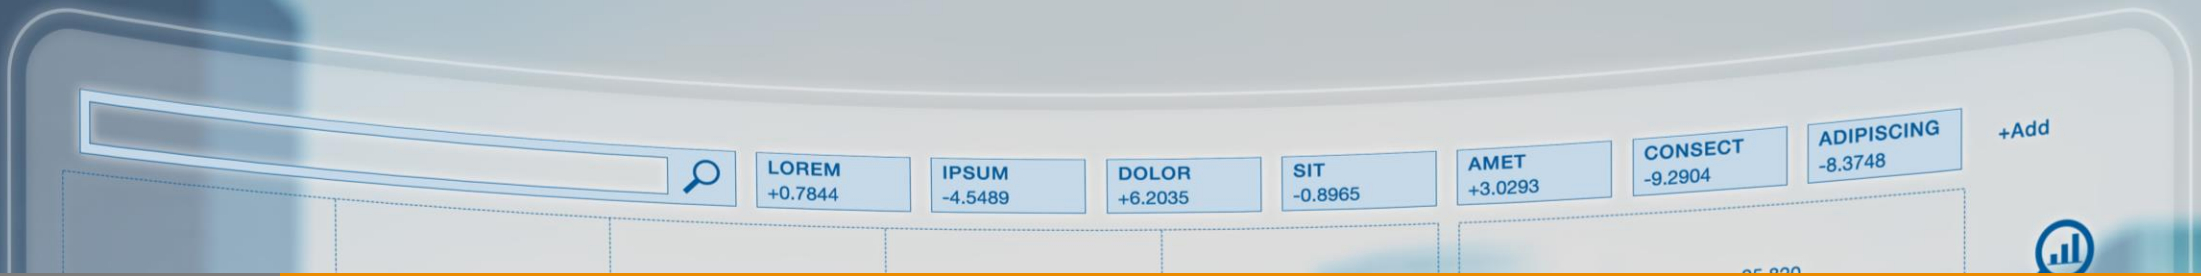 LOREM
+0.7844
IPSUM
-4.5489
DOLOR
+6.2035
SIT
-0.8965
AMET
+3.0293
CONSECT
-9.2904
ADIPISCING
-8.3748
+Add